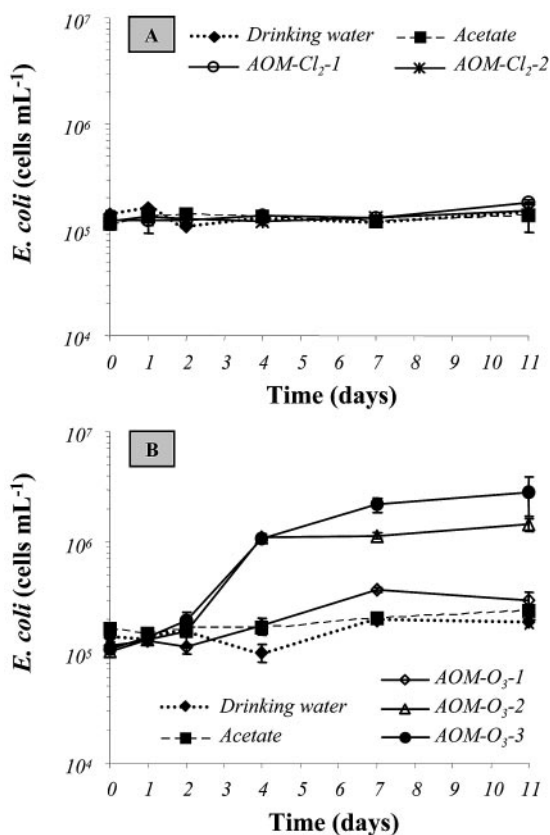 A
Drinking water
Acetate
AOM-Cl₂-1
AOM-Cl₂-2
10⁷
10⁶
10⁵
10⁴
E. coli (cells mL⁻¹)
0 1 2 3 4 5 6 7 8 9 10 11
Time (days)
B
10⁷
10⁶
10⁵
10⁴
E. coli (cells mL⁻¹)
AOM-O₃-1
Drinking water
AOM-O₃-2
Acetate
AOM-O₃-3
0 1 2 3 4 5 6 7 8 9 10 11
Time (days)